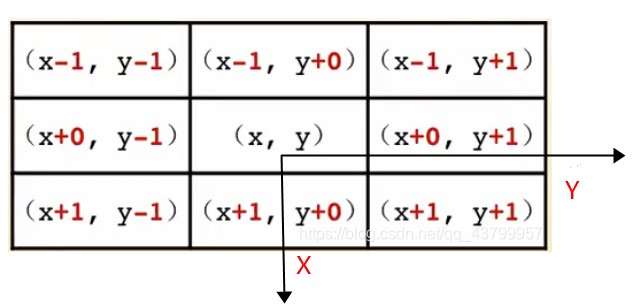 (x-1, y-1) (x-1, y+0) (x-1, y+1)
(x+0, y-1) (x, y) (x+0, y+1)
Y
(x+1, y-1) (x+1, y+0) (x+1, y+1)
https://blog.csdn.net/qq_43799957
X